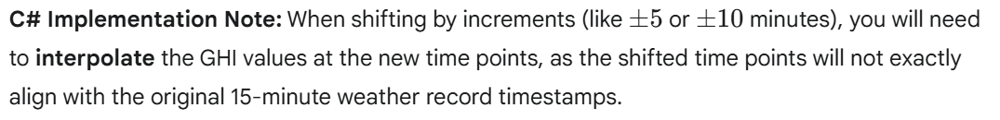 C# Implementation Note: When shifting by increments (like ±5 or ±10 minutes), you will need
to interpolate the GHI values at the new time points, as the shifted time points will not exactly
align with the original 15-minute weather record timestamps.